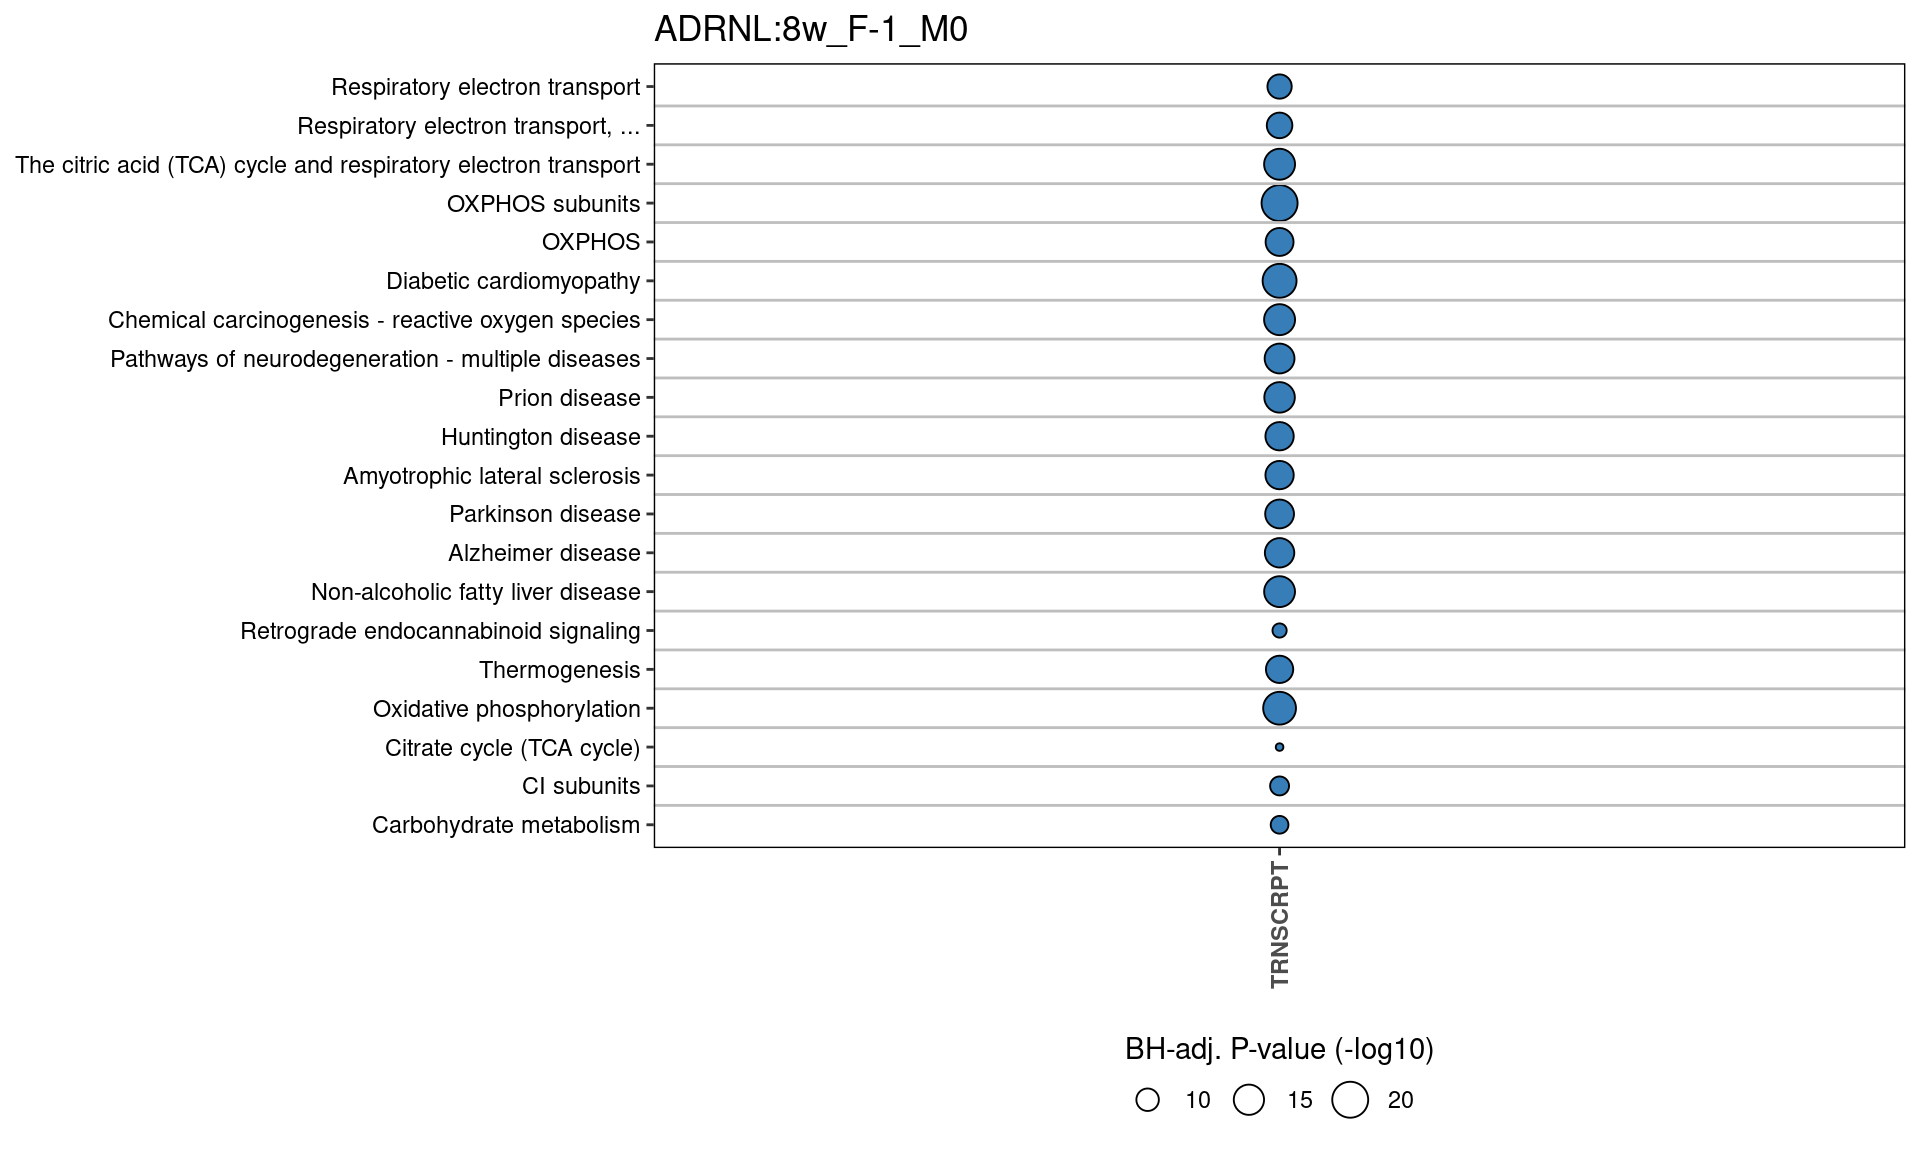 ADRNL:8w_F-1_M0
Respiratory electron transport
Respiratory electron transport, ...
The citric acid (TCA) cycle and respiratory electron transport
OXPHOS subunits
OXPHOS
Diabetic cardiomyopathy
Chemical carcinogenesis - reactive oxygen species
Pathways of neurodegeneration - multiple diseases
Prion disease
Huntington disease
Amyotrophic lateral sclerosis
Parkinson disease
Alzheimer disease
Non-alcoholic fatty liver disease
Retrograde endocannabinoid signaling
Thermogenesis
Oxidative phosphorylation
Citrate cycle (TCA cycle)
CI subunits
Carbohydrate metabolism
TRNSCRPT
BH-adj. P-value (-log10)
10 15 20